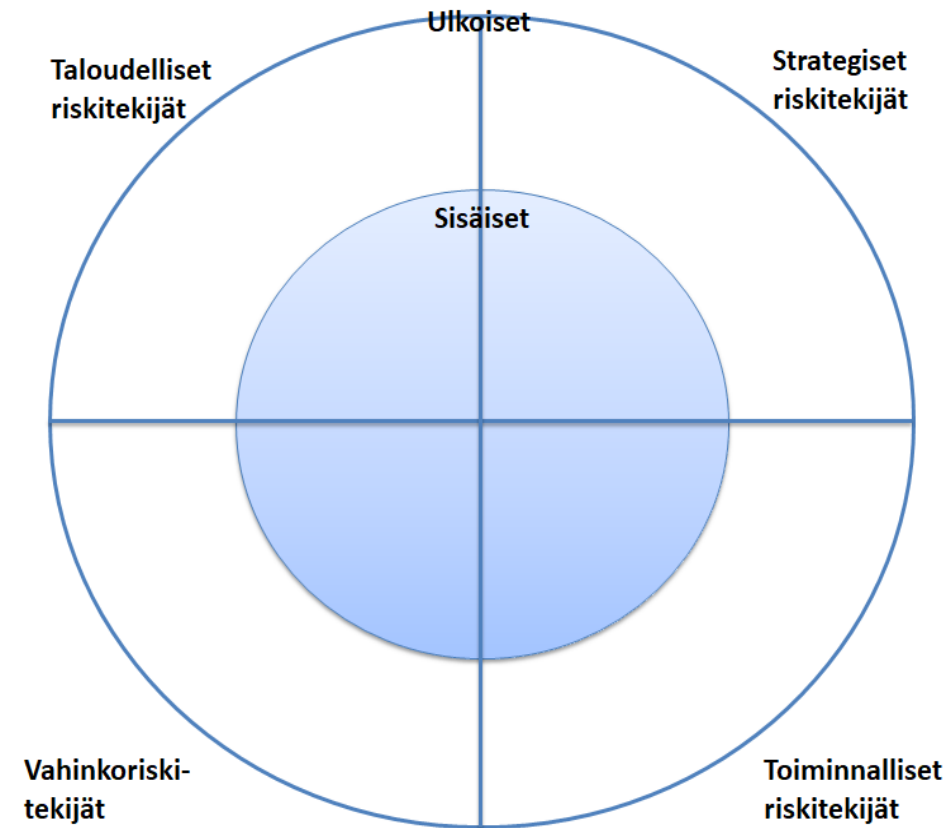 Ulkoiset
Taloudelliset
riskitekijät
Strategiset
riskitekijät
Sisäiset
Vahinkoriski-
tekijät
Toiminnalliset
riskitekijät